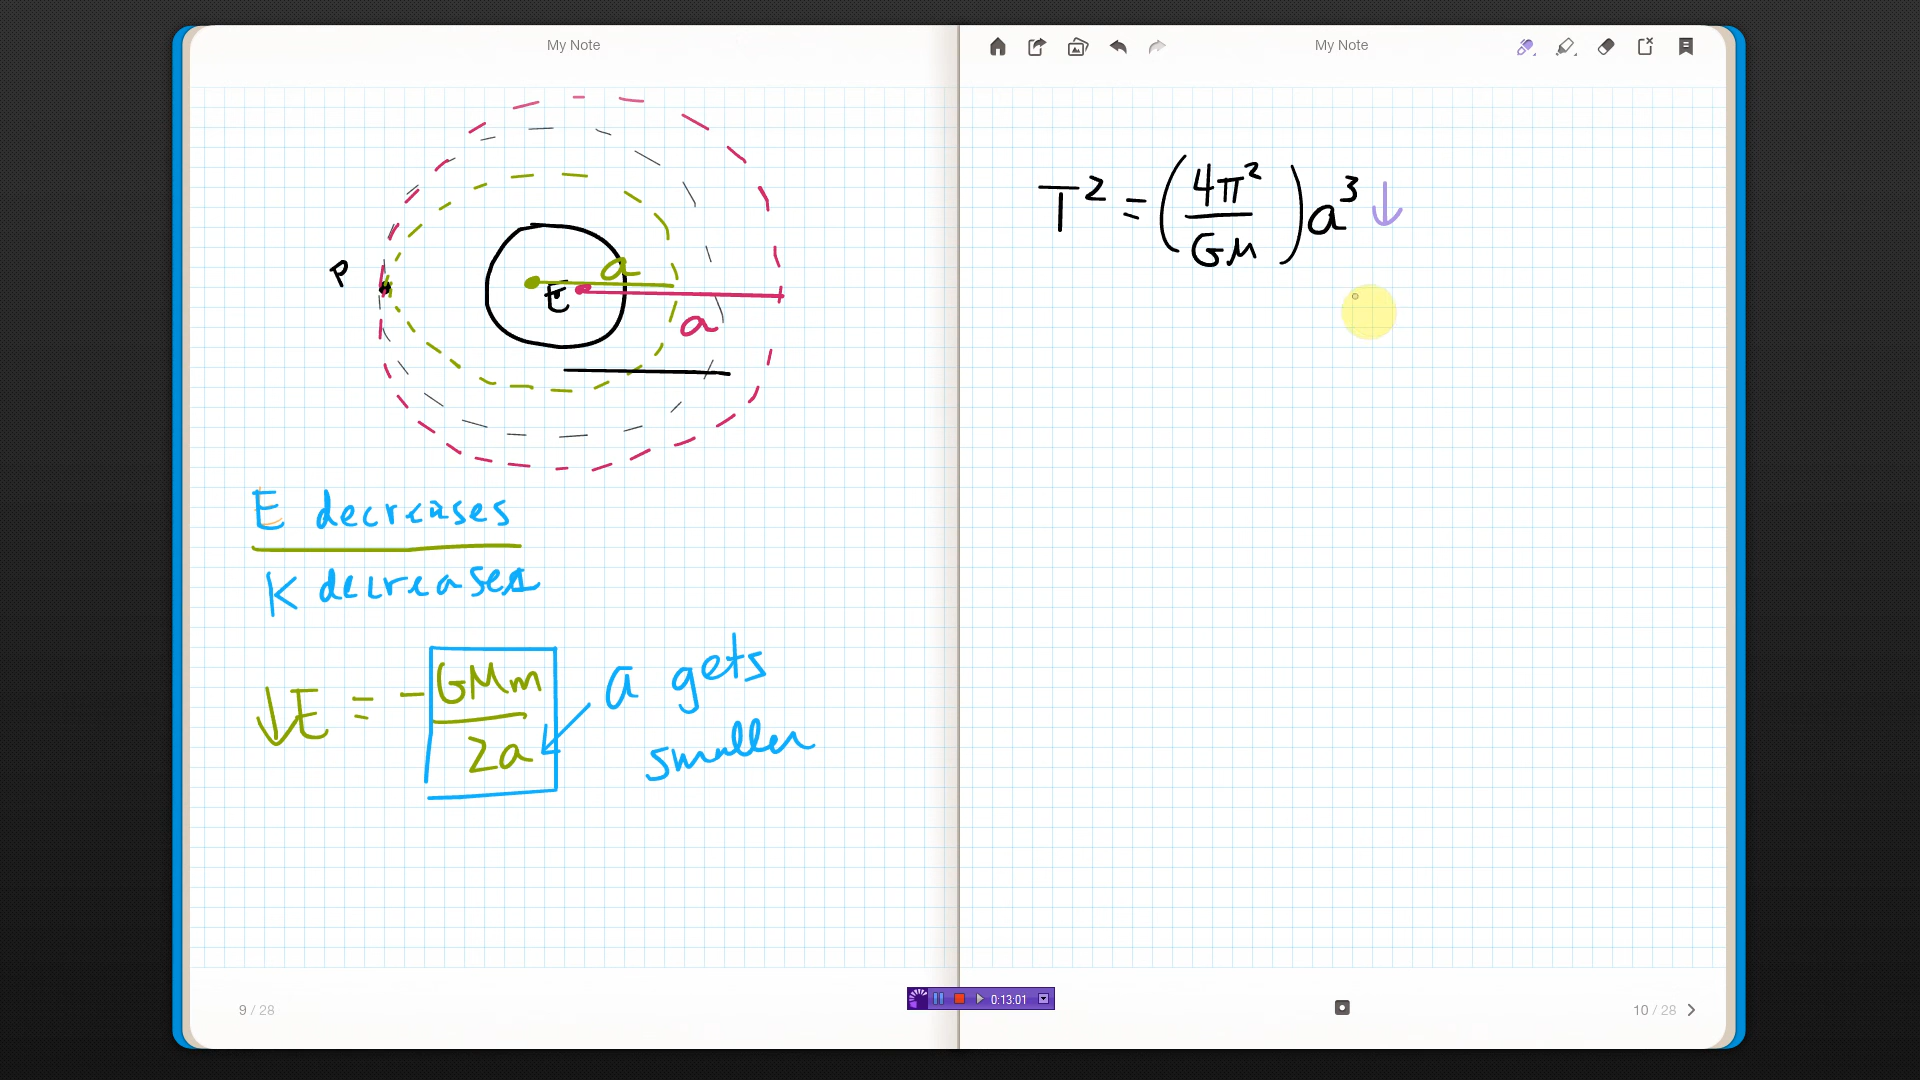 My Note
P
a
E
a
E decreases
K decreases
↓E = -GMm/2a
a gets
smaller
9 / 28
My Note
T² = (4π²/GM) a³ ↓
0:13:01
10 / 28